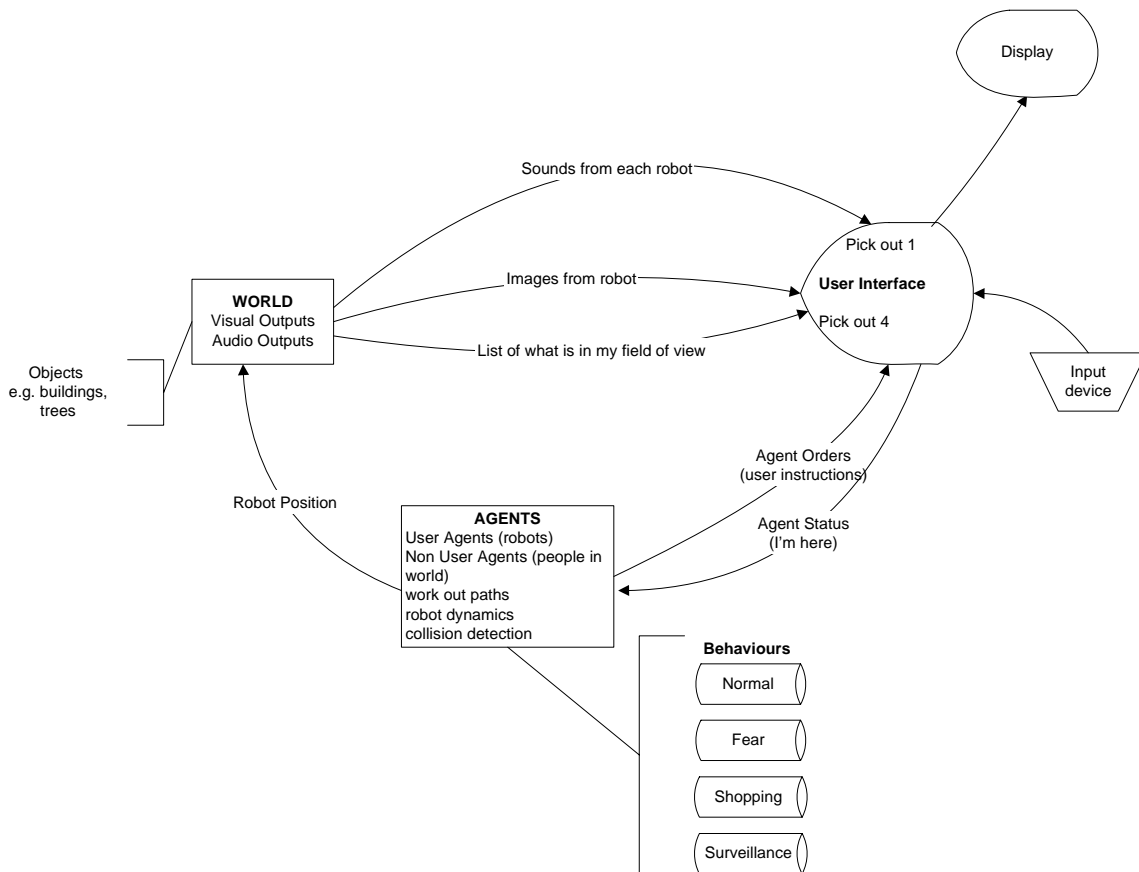 Display
Sounds from each robot
Pick out 1
User Interface
Pick out 4
Images from robot
WORLD
Visual Outputs
Audio Outputs
List of what is in my field of view
Objects
e.g. buildings,
trees
Input
device
Agent Orders
(user instructions)
Robot Position
Agent Status
(I'm here)
AGENTS
User Agents (robots)
Non User Agents (people in
world)
work out paths
robot dynamics
collision detection
Behaviours
Normal
Fear
Shopping
Surveillance